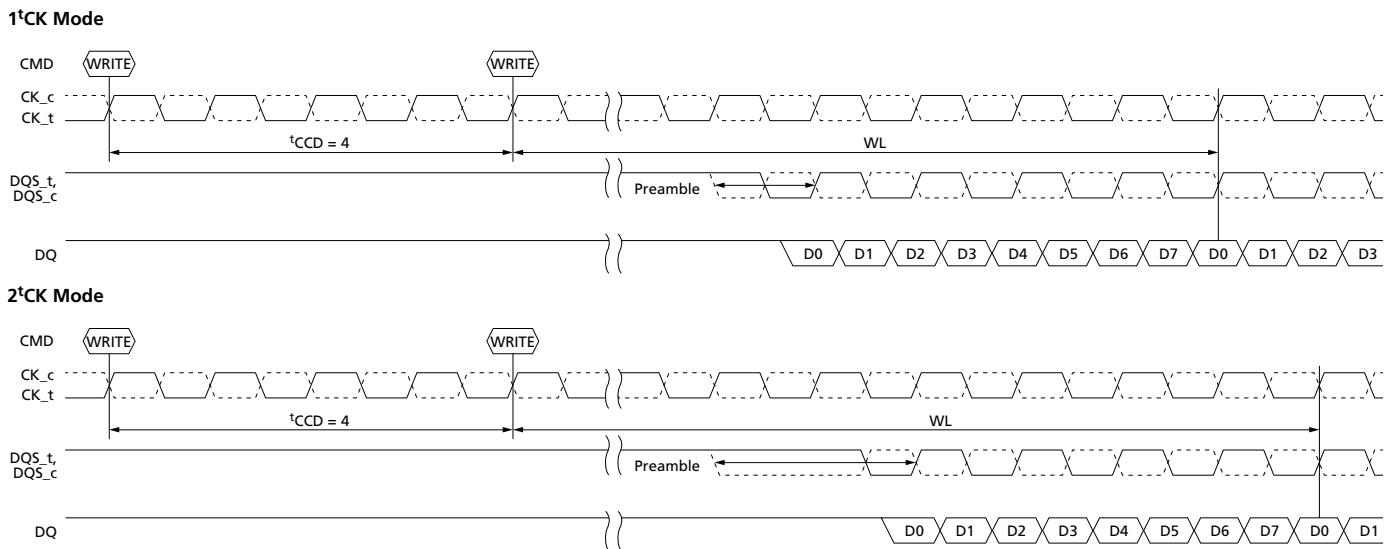 1tCK Mode
CMD WRITE WRITE
CK_c
CK_t
tCCD = 4 WL
DQS_t,
DQS_c Preamble
DQ D0 D1 D2 D3 D4 D5 D6 D7 D0 D1 D2 D3
2tCK Mode
CMD WRITE WRITE
CK_c
CK_t
tCCD = 4 WL
DQS_t,
DQS_c Preamble
DQ D0 D1 D2 D3 D4 D5 D6 D7 D0 D1